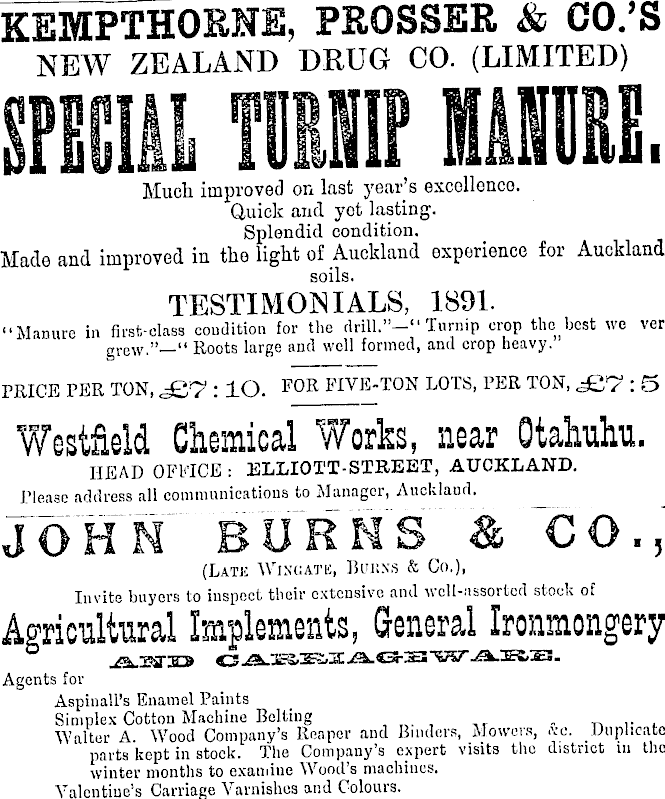 KEMPTHORNE, PROSSER & CO.'S
NEW ZEALAND DRUG CO. (LIMITED)
SPECIAL TURNIP MANURE.
Much improved on last year's excellence.
Quick and yet lasting.
Splendid condition.
Made and improved in the light of Auckland experience for Auckland
soils.
TESTIMONIALS, 1891.
"Manure in first-class condition for the drill."—"Turnip crop the best we ver
grew."—"Roots large and well formed, and crop heavy."
PRICE PER TON, £7:10. FOR FIVE-TON LOTS, PER TON, £7:5
Westfield Chemical Works, near Otahuhu.
HEAD OFFICE: ELLIOTT-STREET, AUCKLAND.
Please address all communications to Manager, Auckland.
JOHN BURNS & CO.,
(LATE WINGATE, BURNS & Co.),
Invite buyers to inspect their extensive and well-assorted stock of
Agricultural Implements, General Ironmongery
AND CARRIAGEWARE.
Agents for
Aspinall's Enamel Paints
Simplex Cotton Machine Belting
Walter A. Wood Company's Reaper and Binders, Mowers, &c. Duplicate
parts kept in stock. The Company's expert visits the district in the
winter months to examine Wood's machines.
Valentine's Carriage Varnishes and Colours.